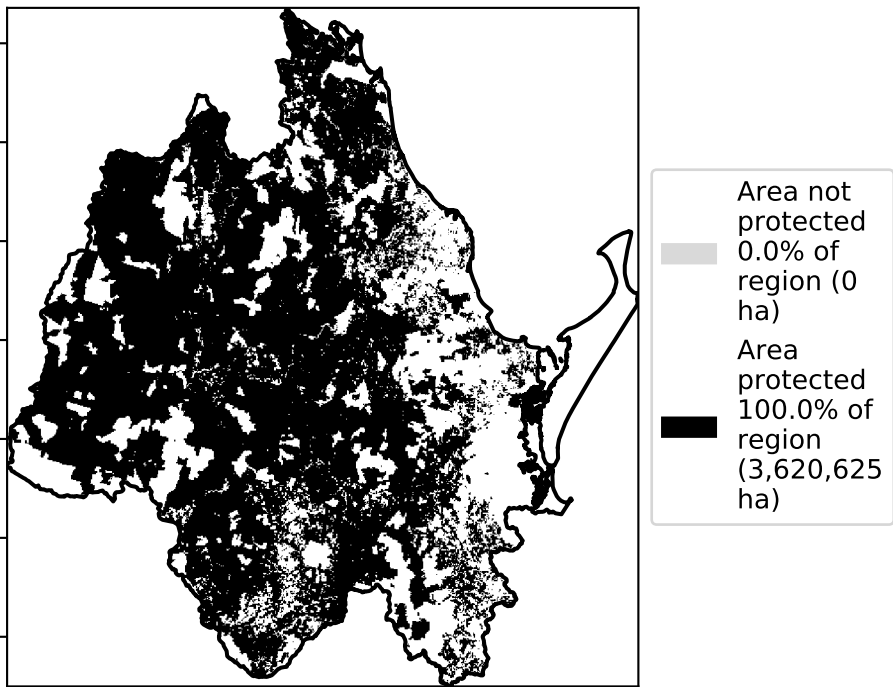 Area not
protected
0.0% of
region (0
ha)
Area
protected
100.0% of
region
(3,620,625
ha)